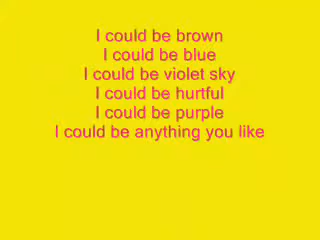 I could be brown
I could be blue
I could be violet sky
I could be hurtful
I could be purple
I could be anything you like